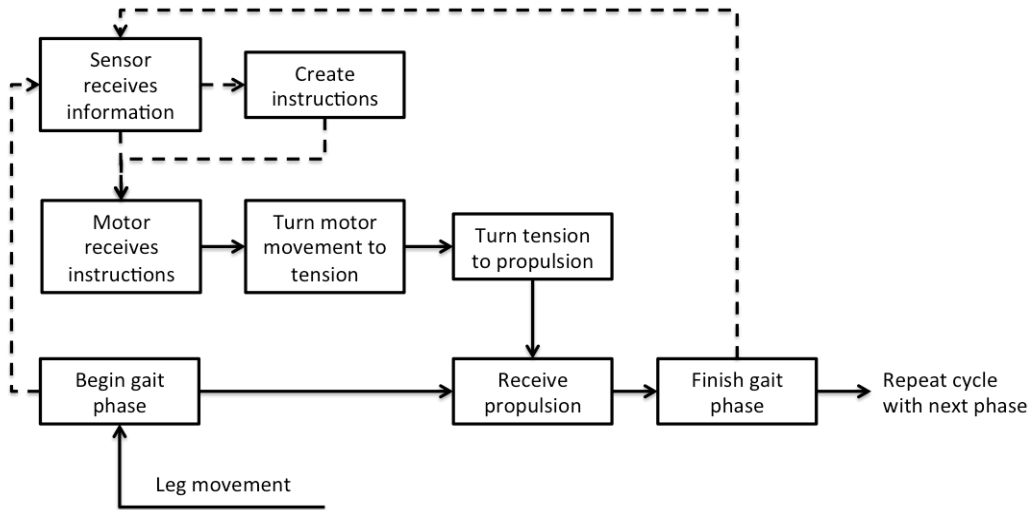 Sensor
receives
information
Create
instructions
Motor
receives
instructions
Turn motor
movement to
tension
Turn tension
to propulsion
Begin gait
phase
Receive
propulsion
Finish gait
phase
Repeat cycle
with next phase
Leg movement